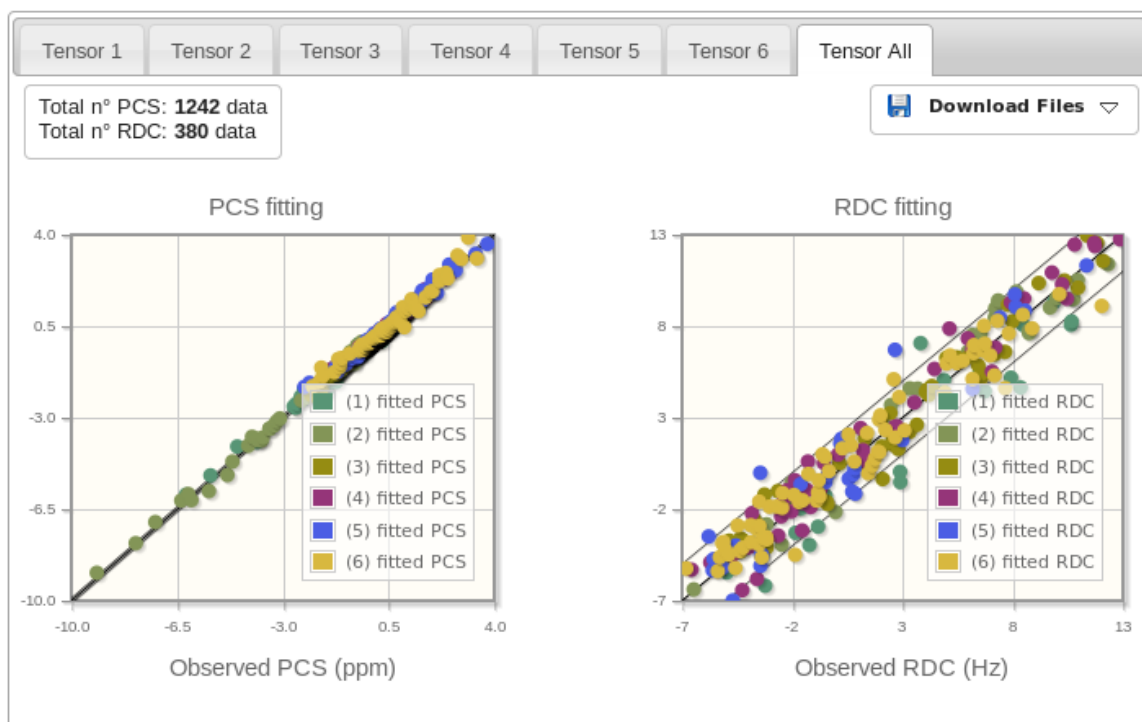 Tensor 1 Tensor 2 Tensor 3 Tensor 4 Tensor 5 Tensor 6 Tensor All
Total n° PCS: 1242 data
Total n° RDC: 380 data
Download Files
PCS fitting
4.0
0.5
-3.0
-6.5
-10.0
(1) fitted PCS
(2) fitted PCS
(3) fitted PCS
(4) fitted PCS
(5) fitted PCS
(6) fitted PCS
-10.0 -6.5 -3.0 0.5 4.0
Observed PCS (ppm)
RDC fitting
13
8
3
-2
-7
(1) fitted RDC
(2) fitted RDC
(3) fitted RDC
(4) fitted RDC
(5) fitted RDC
(6) fitted RDC
-7 -2 3 8 13
Observed RDC (Hz)